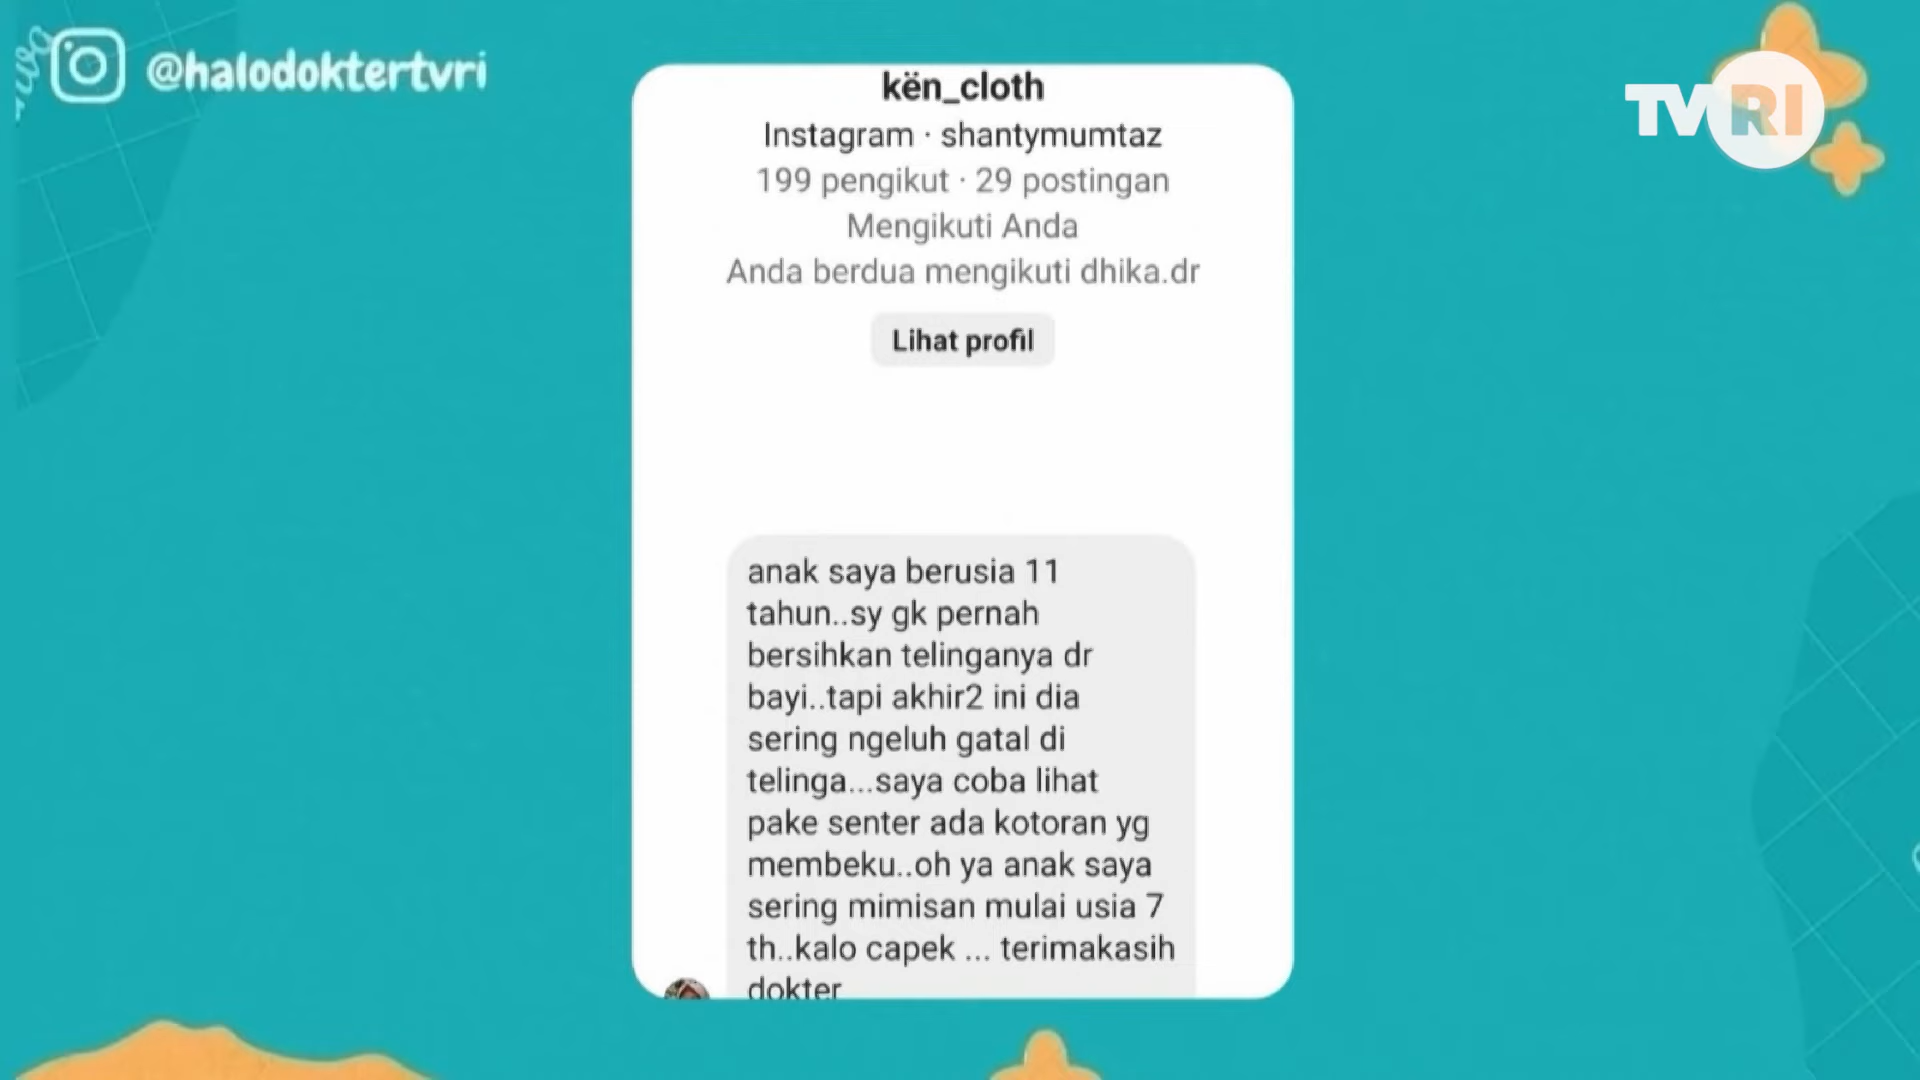 @halodoktertvri
TVRI
kën_cloth
Instagram · shantymumtaz
199 pengikut · 29 postingan
Mengikuti Anda
Anda berdua mengikuti dhika.dr
Lihat profil
anak saya berusia 11
tahun..sy gk pernah
bersihkan telinganya dr
bayi..tapi akhir2 ini dia
sering ngeluh gatal di
telinga...saya coba lihat
pake senter ada kotoran yg
membeku..oh ya anak saya
sering mimisan mulai usia 7
th..kalo capek ... terimakasih
dokter